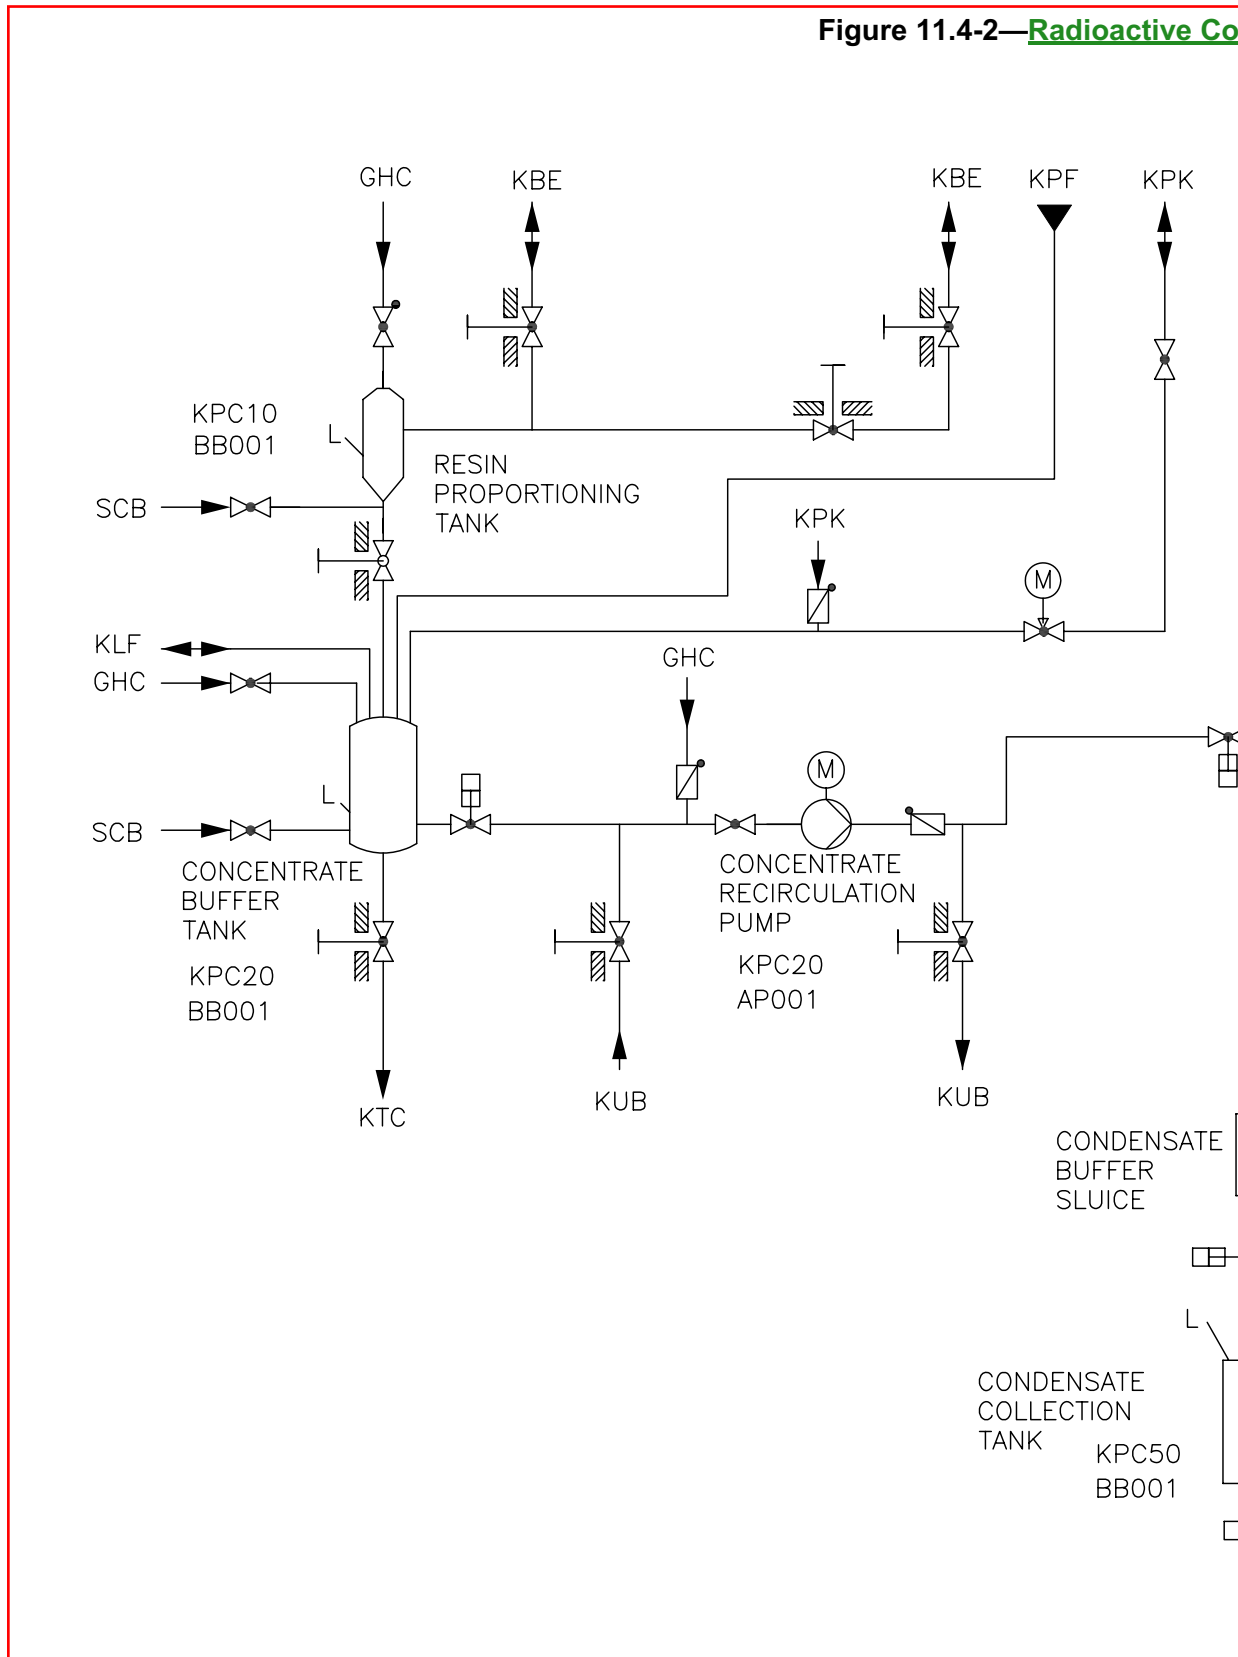 Figure 11.4-2—Radioactive Co
GHC
KBE
KBE
KPF
KPK
KPC10
BB001
L
RESIN
PROPORTIONING
TANK
SCB
KPK
M
KLF
GHC
GHC
M
L
SCB
CONCENTRATE
BUFFER
TANK
KPC20
BB001
CONCENTRATE
RECIRCULATION
PUMP
KPC20
AP001
KTC
KUB
KUB
CONDENSATE
BUFFER
SLUICE
L
CONDENSATE
COLLECTION
TANK
KPC50
BB001